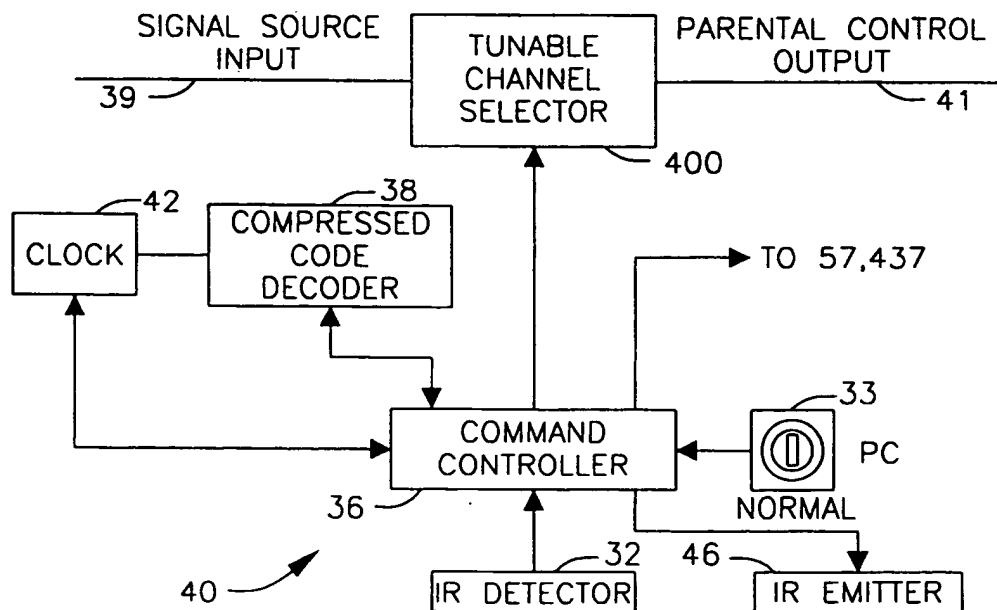 SIGNAL SOURCE
INPUT
39
TUNABLE
CHANNEL
SELECTOR
400
PARENTAL CONTROL
OUTPUT
41
42
CLOCK
38
COMPRESSED
CODE
DECODER
TO 57,437
COMMAND
CONTROLLER
36
33
PC
NORMAL
40
32
IR DETECTOR
46
IR EMITTER